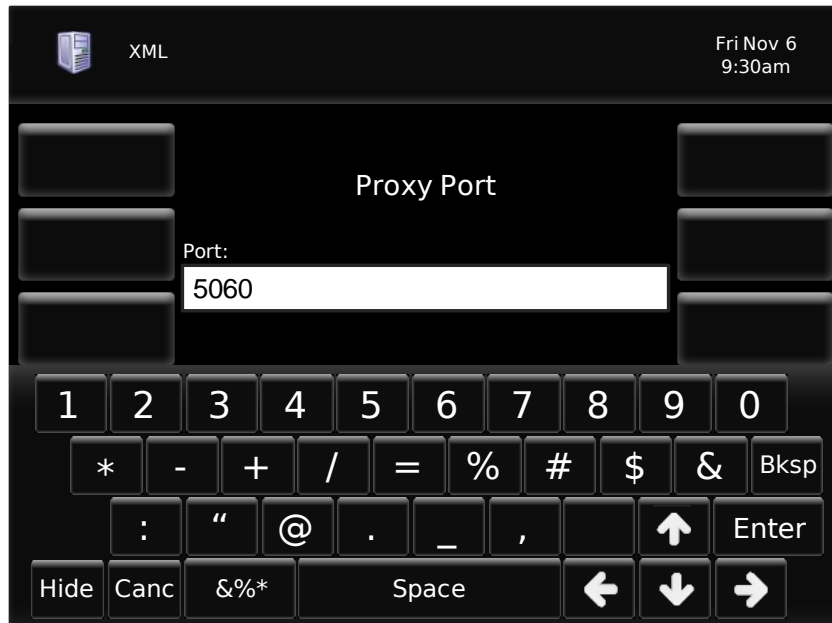 XML
Fri Nov 6
9:30am
Proxy Port
Port:
5060
1 2 3 4 5 6 7 8 9 0
* - + / = % # $ & Bksp
: “ @ . _ , Enter
Hide Canc &%* Space